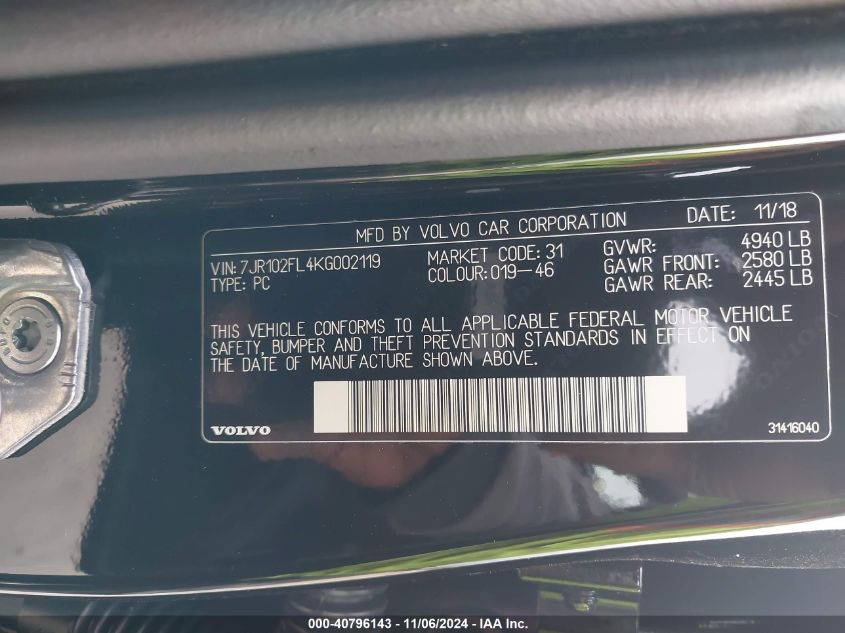 MFD BY VOLVO CAR CORPORATION DATE: 11/18
VIN:7JR102FL4KG002119 MARKET CODE:31 GVWR: 4940 LB
TYPE: PC COLOUR:019-46 GAWR FRONT: 2580 LB
GAWR REAR: 2445 LB
THIS VEHICLE CONFORMS TO ALL APPLICABLE FEDERAL MOTOR VEHICLE
SAFETY, BUMPER AND THEFT PREVENTION STANDARDS IN EFFECT ON
THE DATE OF MANUFACTURE SHOWN ABOVE.
VOLVO 31416040
000-40796143 - 11/06/2024 - IAA Inc.